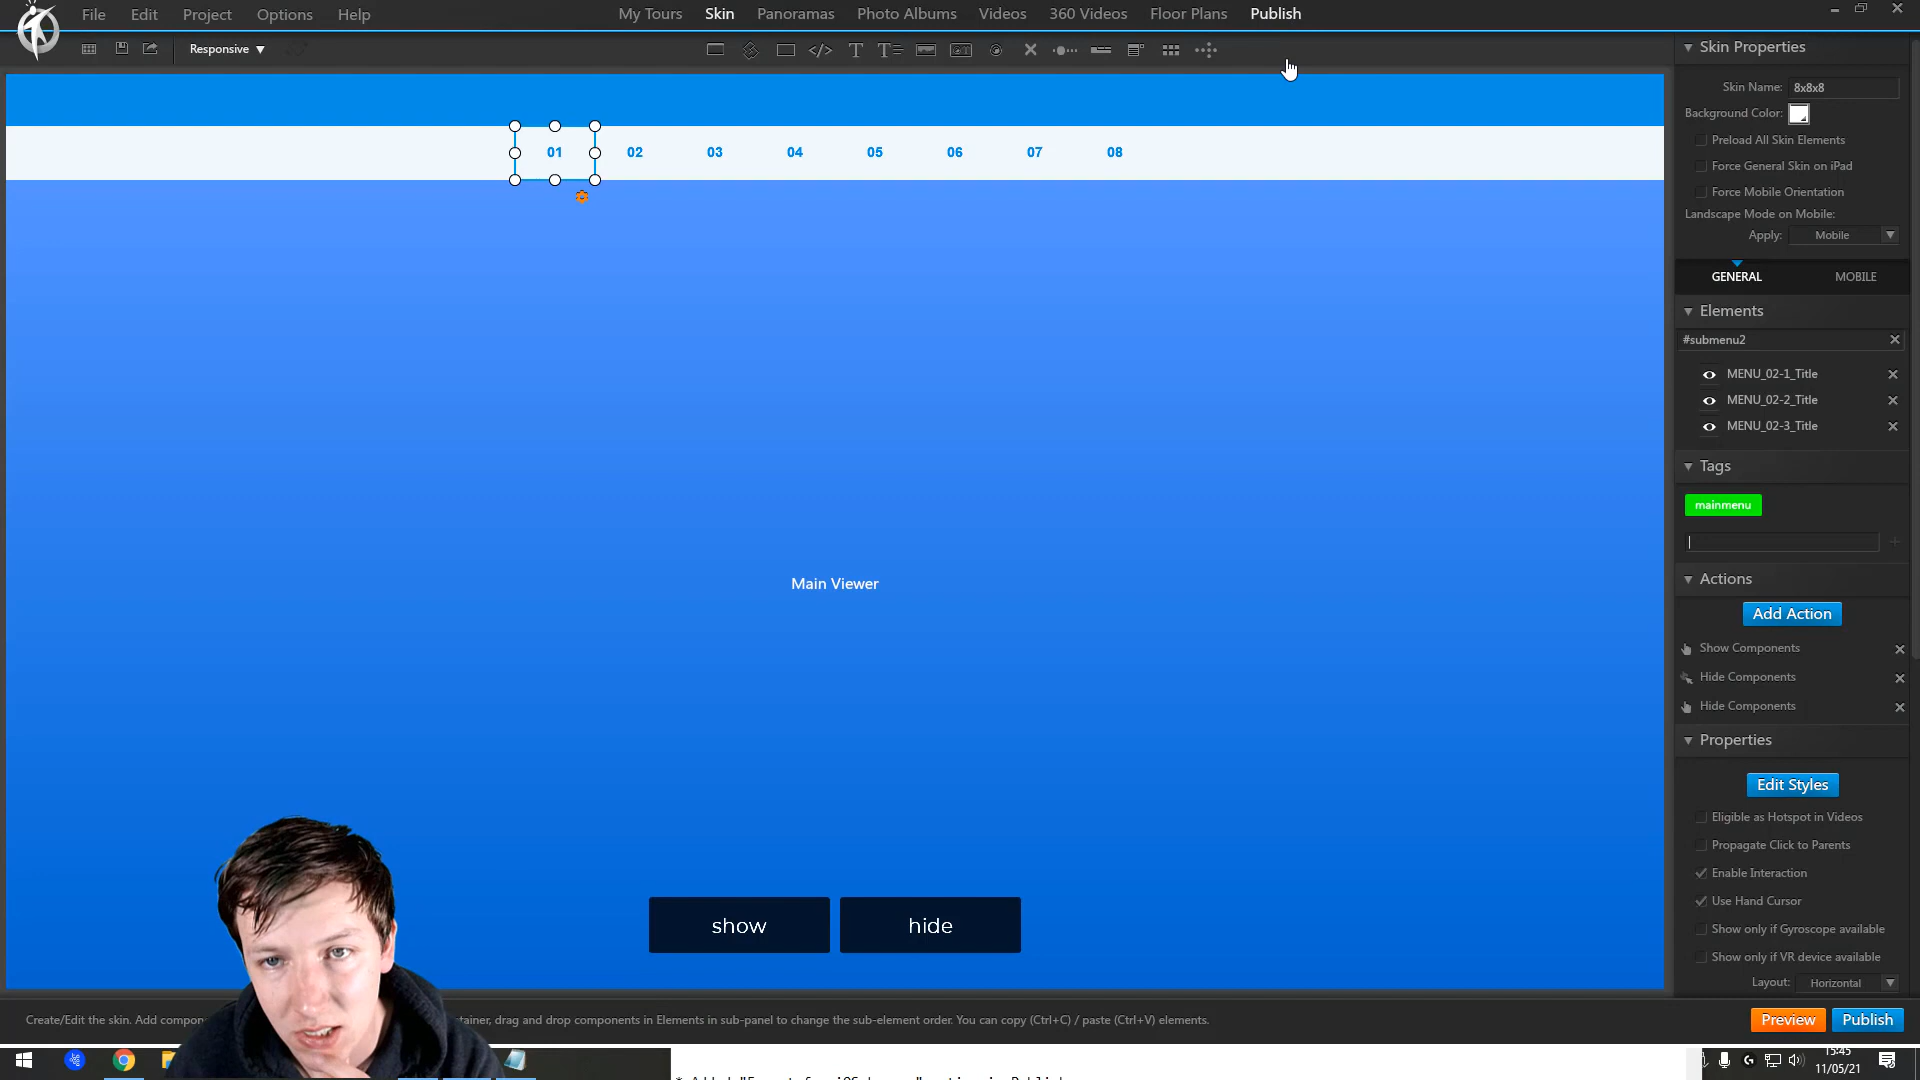 File Edit Project Options Help
My Tours Skin Panoramas Photo Albums Videos 360 Videos Floor Plans Publish
Responsive
01 02 03 04 05 06 07 08
Main Viewer
show hide
Skin Properties
Skin Name: 8x8x8
Background Color:
Preload All Skin Elements
Force General Skin on iPad
Force Mobile Orientation
Landscape Mode on Mobile:
Apply: Mobile
GENERAL MOBILE
Elements
#submenu2
MENU_02-1_Title
MENU_02-2_Title
MENU_02-3_Title
Tags
mainmenu
Actions
Add Action
Show Components
Hide Components
Hide Components
Properties
Edit Styles
Eligible as Hotspot in Videos
Propagate Click to Parents
Enable Interaction
Use Hand Cursor
Show only if Gyroscope available
Show only if VR device available
Layout: Horizontal
Create/Edit the skin. Add compon tainer, drag and drop components in Elements in sub-panel to change the sub-element order. You can copy (Ctrl+C) / paste (Ctrl+V) elements.
Preview Publish
15:45
11/05/21